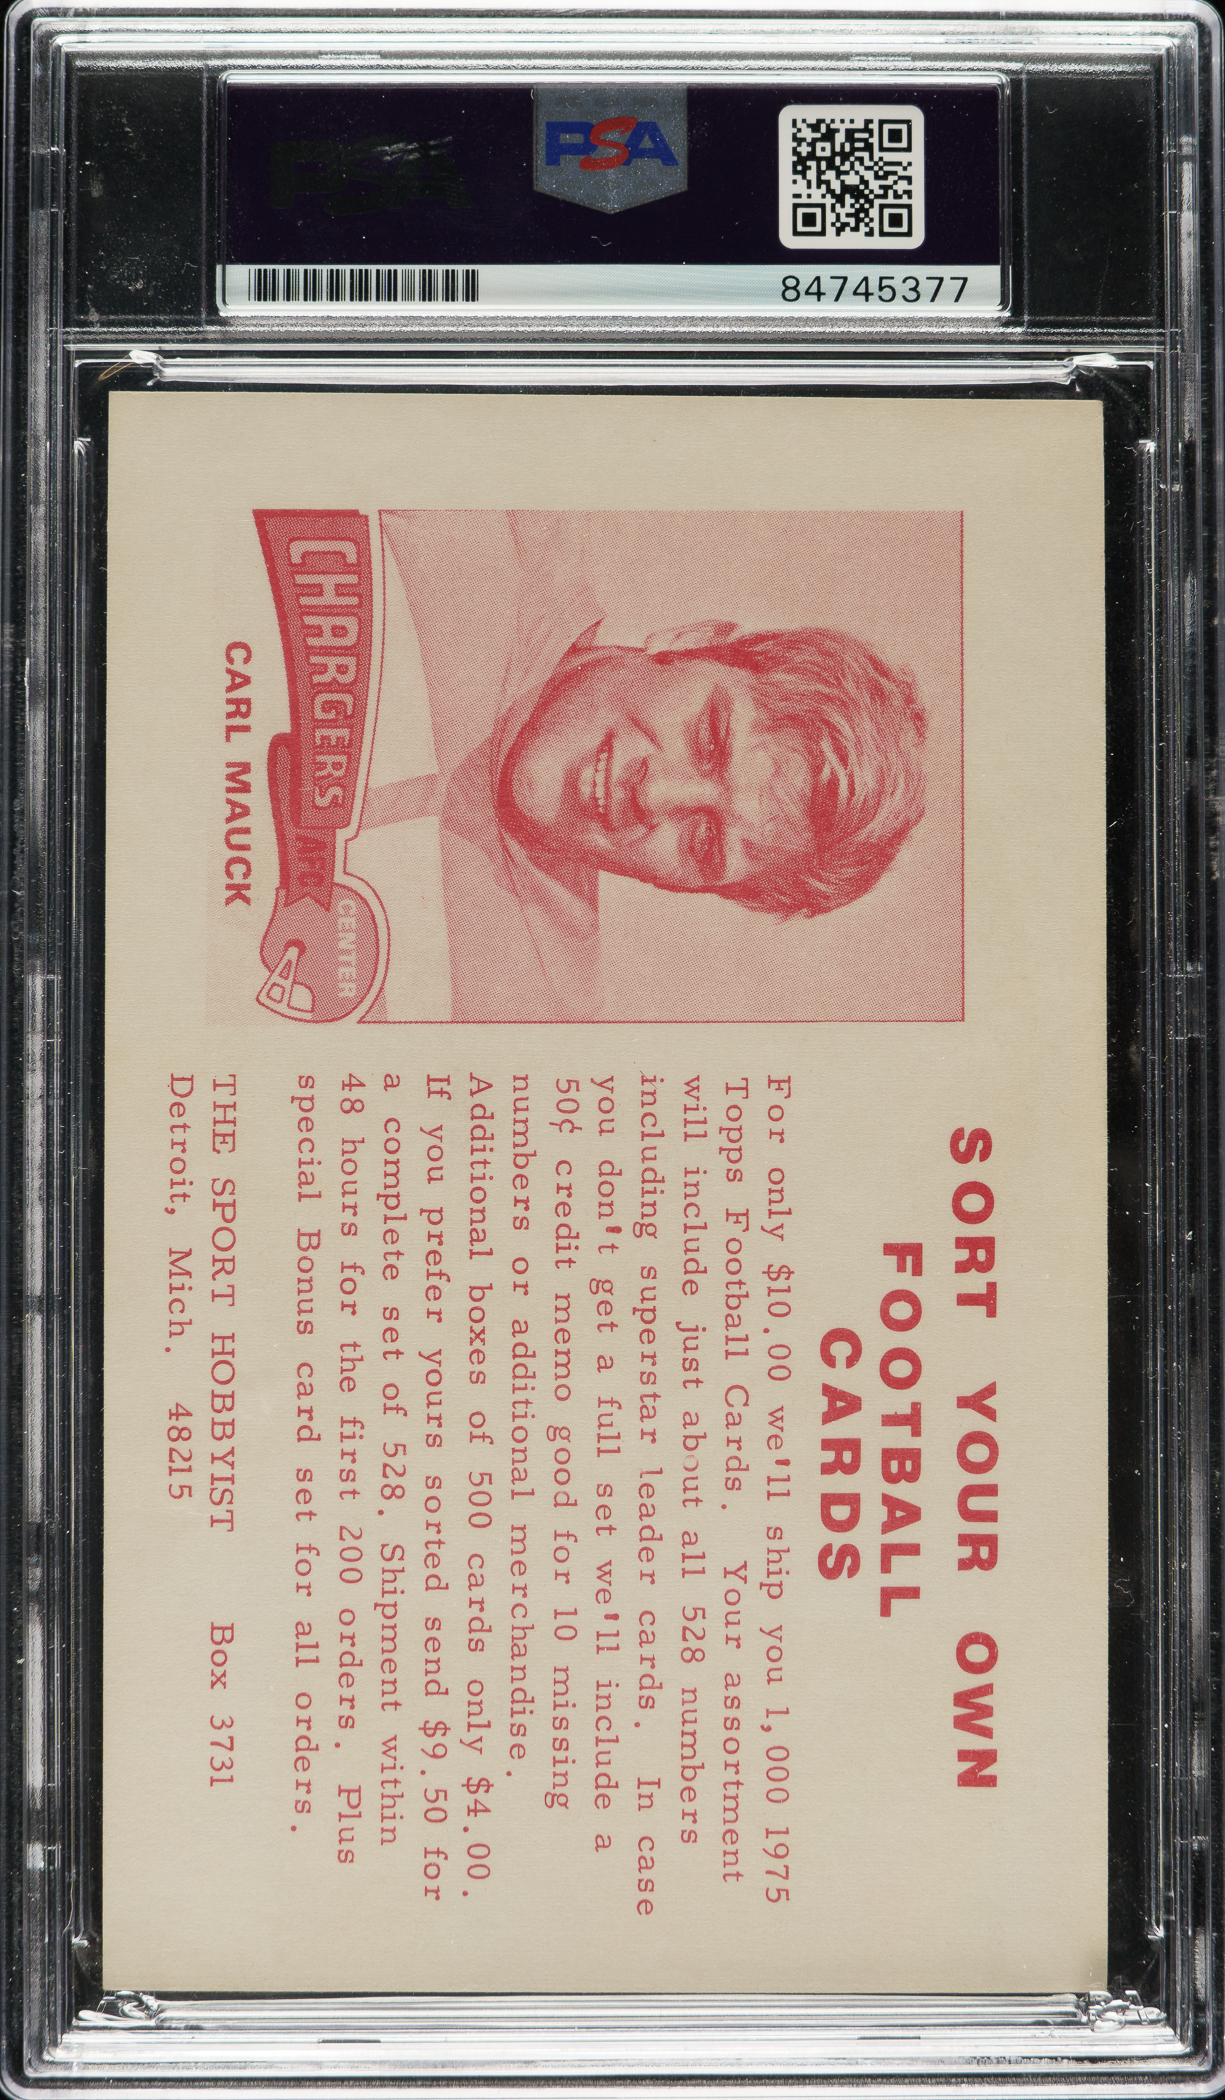 PSA
84745377
CHARGERS
AFC
CENTER
CARL MAUCK
SORT YOUR OWN
FOOTBALL
CARDS
For only $10.00 we'll ship you 1,000 1975
Topps Football Cards. Your assortment
will include just about all 528 numbers
including superstar leader cards. In case
you don't get a full set we'll include a
50¢ credit memo good for 10 missing
numbers or additional merchandise.
Additional boxes of 500 cards only $4.00.
If you prefer yours sorted send $9.50 for
a complete set of 528. Shipment within
48 hours for the first 200 orders. Plus
special Bonus card set for all orders.
THE SPORT HOBBYIST Box 3731
Detroit, Mich. 48215